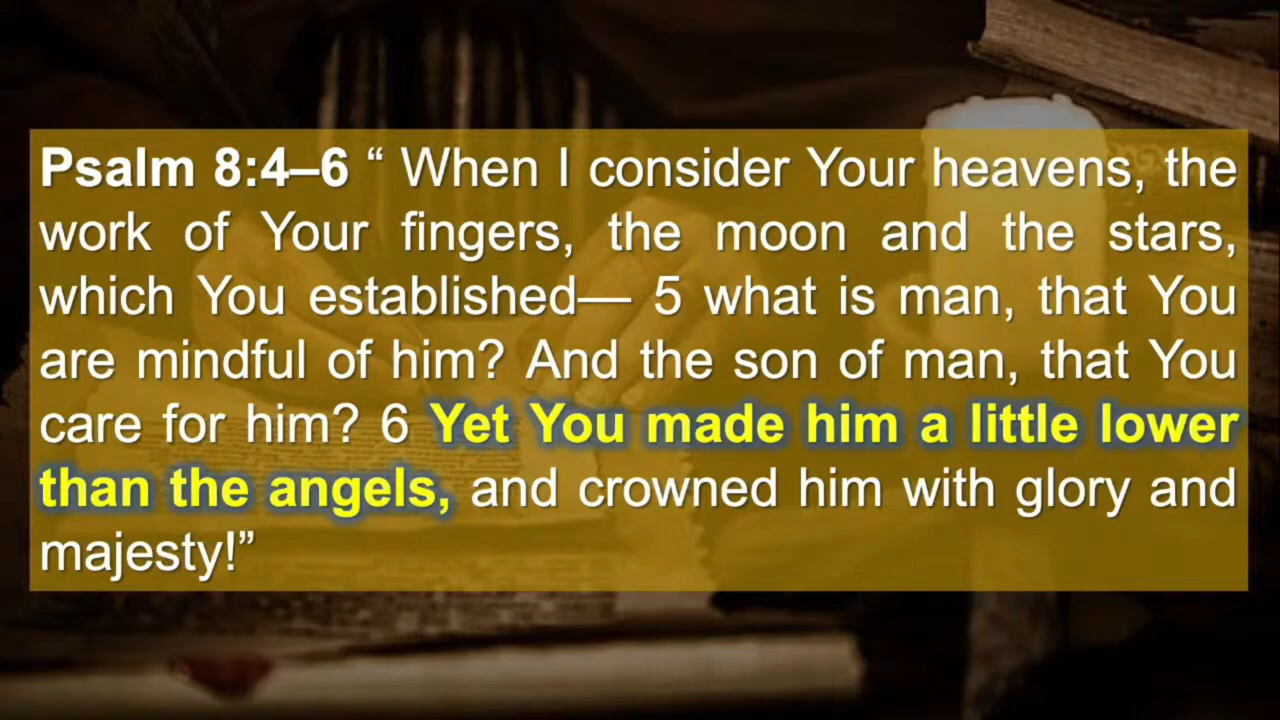 Psalm 8:4–6 “ When I consider Your heavens, the
work of Your fingers, the moon and the stars,
which You established— 5 what is man, that You
are mindful of him? And the son of man, that You
care for him? 6 Yet You made him a little lower
than the angels, and crowned him with glory and
majesty!”